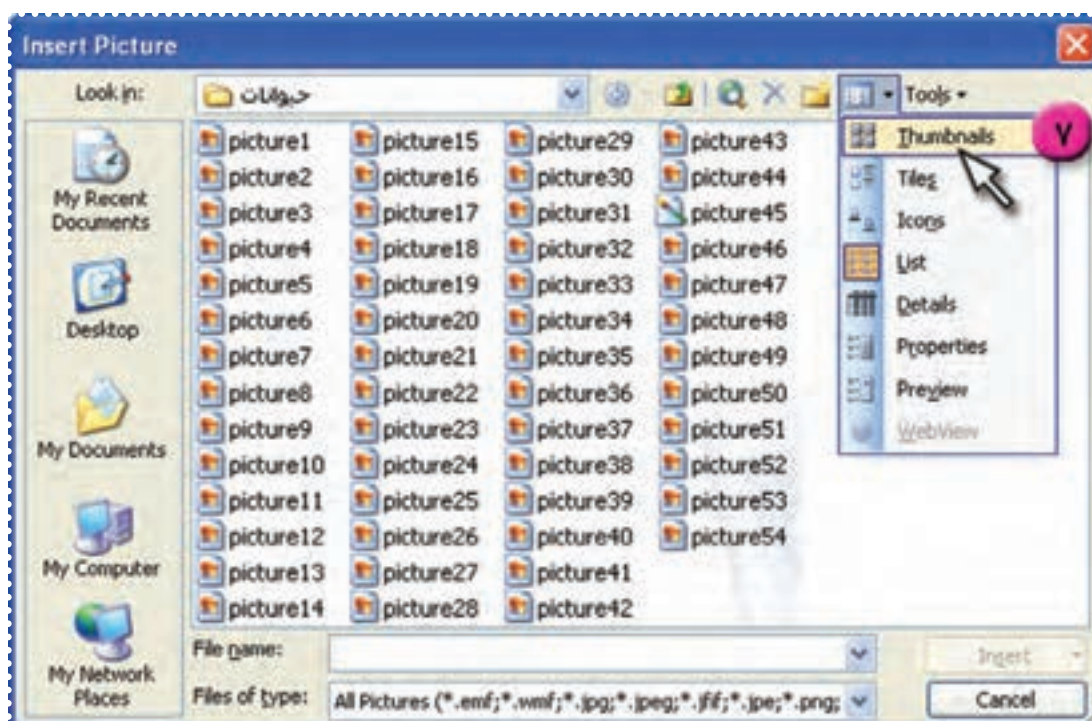 Insert Picture
Look in:
حيوانات
Tools
My Recent
Documents
Desktop
My Documents
My Computer
My Network
Places
picture1
picture2
picture3
picture4
picture5
picture6
picture7
picture8
picture9
picture10
picture11
picture12
picture13
picture14
picture15
picture16
picture17
picture18
picture19
picture20
picture21
picture22
picture23
picture24
picture25
picture26
picture27
picture28
picture29
picture30
picture31
picture32
picture33
picture34
picture35
picture36
picture37
picture38
picture39
picture40
picture41
picture42
picture43
picture44
picture45
picture46
picture47
picture48
picture49
picture50
picture51
picture52
picture53
picture54
Thumbnails
٧
Tiles
Icons
List
Details
Properties
Preview
WebView
File name:
Insert
Files of type:
All Pictures (*.emf;*.wmf;*.jpg;*.jpeg;*.jfif;*.jpe;*.png;
Cancel